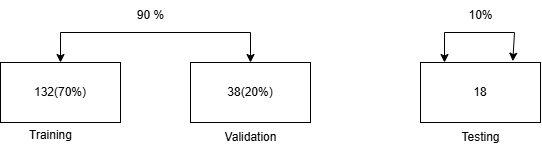 90 %
10%
132(70%)
38(20%)
18
Training
Validation
Testing